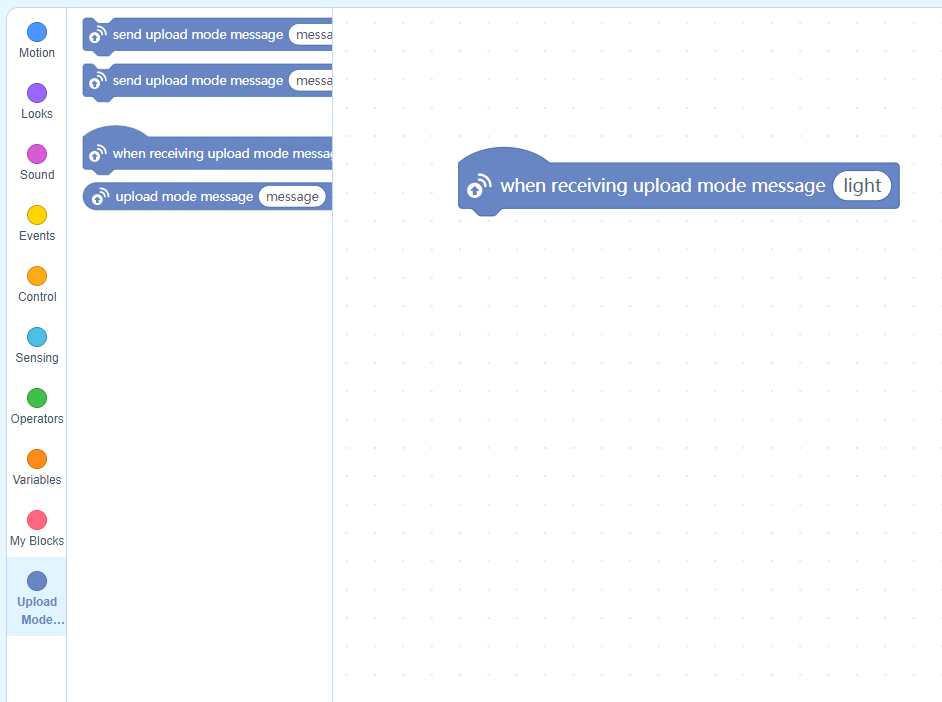 Motion
Looks
Sound
Events
Control
Sensing
Operators
Variables
My Blocks
Upload
Mode...
send upload mode message messa
send upload mode message messa
when receiving upload mode messa
upload mode message message
when receiving upload mode message light